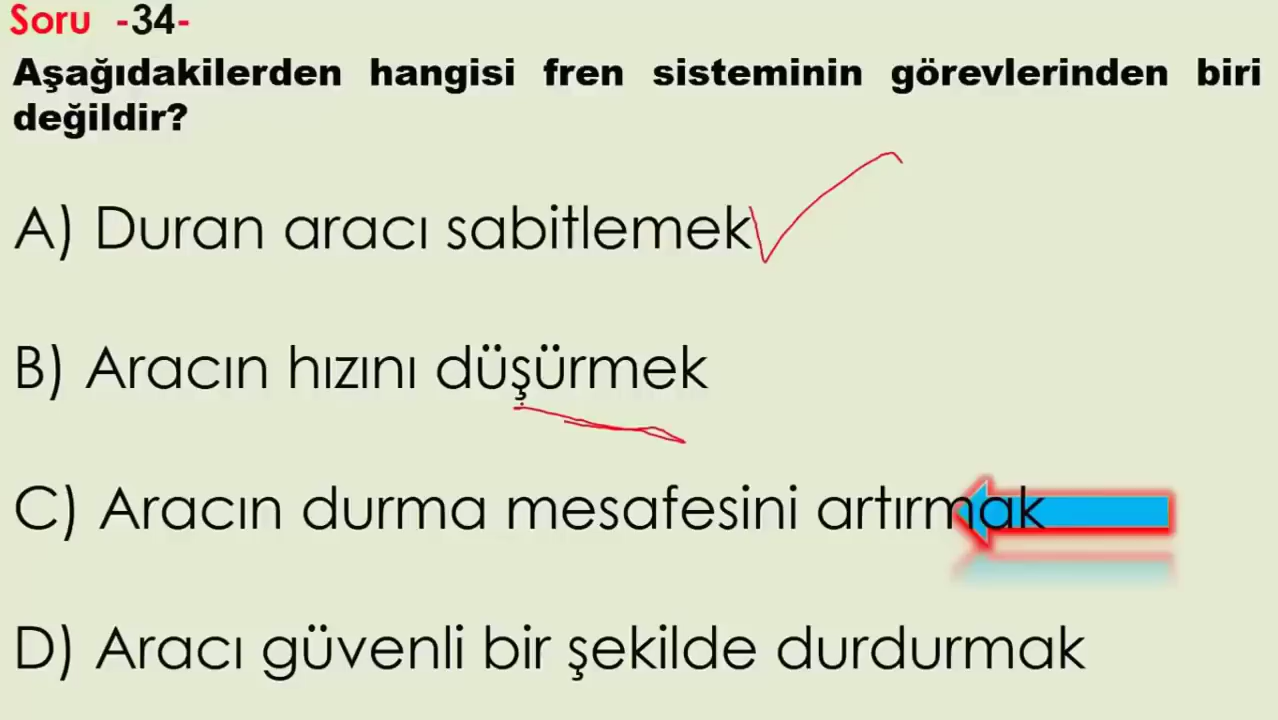 Soru -34-
Aşağıdakilerden hangisi fren sisteminin görevlerinden biri
değildir?
A) Duran aracı sabitlemek
B) Aracın hızını düşürmek
C) Aracın durma mesafesini artırmak
D) Aracı güvenli bir şekilde durdurmak